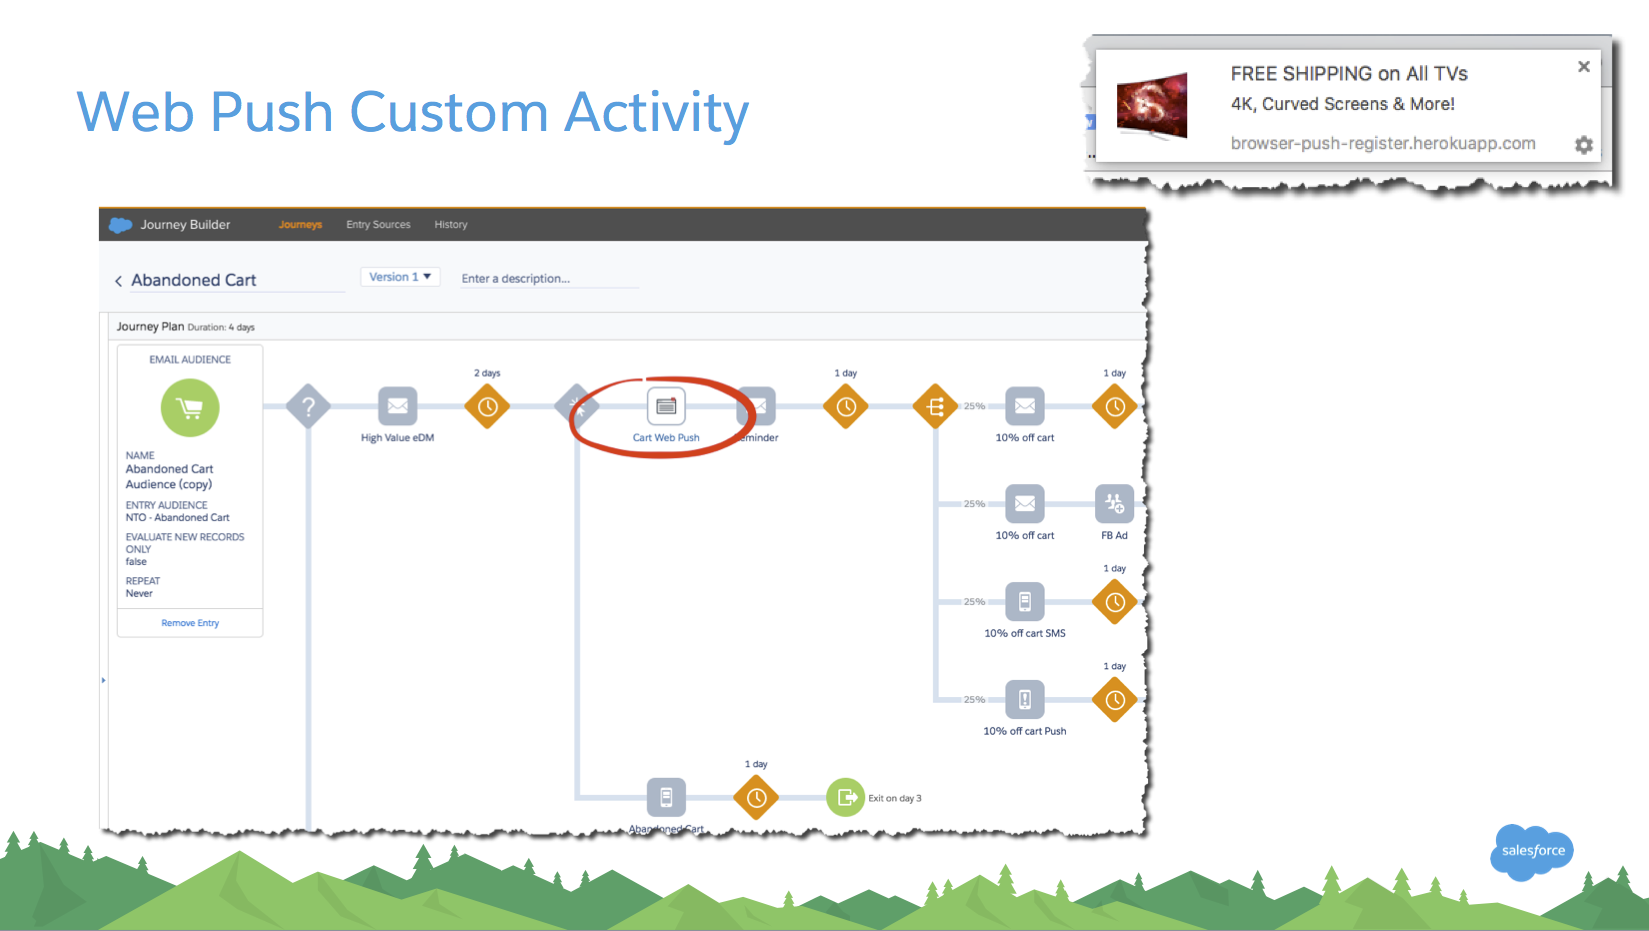 Web Push Custom Activity
FREE SHIPPING on All TVs
4K, Curved Screens & More!
browser-push-register.herokuapp.com
Journey Builder
Journeys
Entry Sources
History
Abandoned Cart
Version 1
Enter a description...
Journey Plan Duration: 4 days
EMAIL AUDIENCE
NAME
Abandoned Cart
Audience (copy)
ENTRY AUDIENCE
NTO - Abandoned Cart
EVALUATE NEW RECORDS
ONLY
false
REPEAT
Never
Remove Entry
?
High Value eDM
2 days
Cart Web Push
1 day
25%
10% off cart
1 day
25%
10% off cart
FB Ad
25%
10% off cart SMS
1 day
25%
10% off cart Push
1 day
Abandoned Cart
1 day
Exit on day 3
salesforce